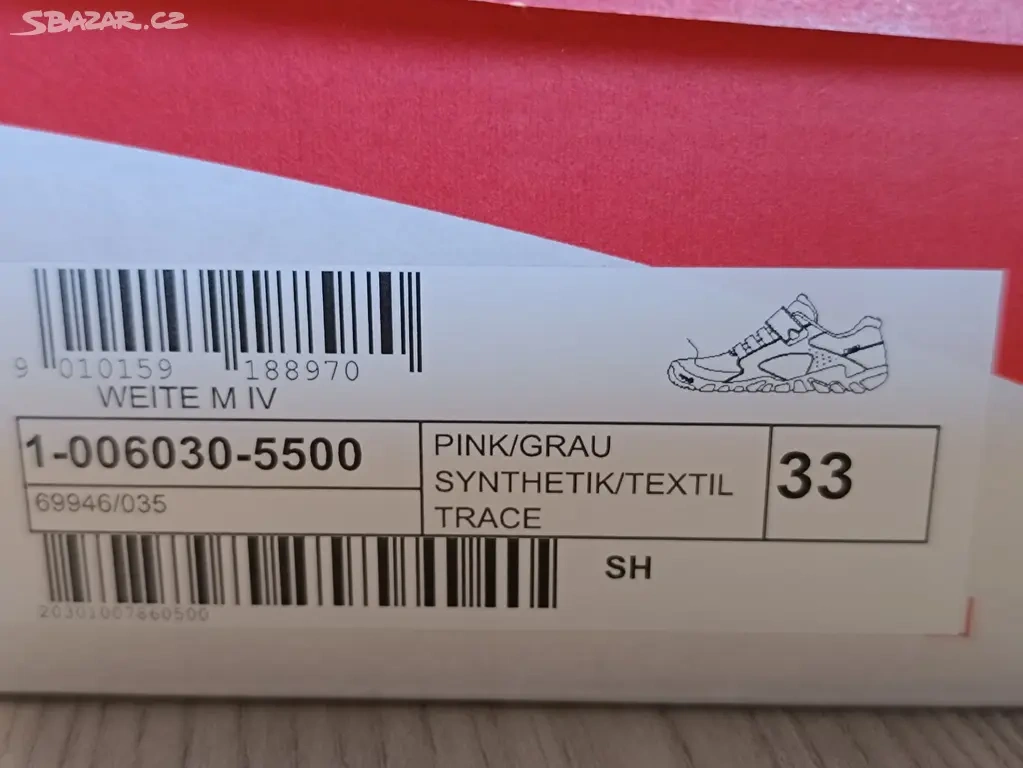 SBAZAR.CZ
9 010159 188970
WEITE M IV
1-006030-5500
69946/035
PINK/GRAU
SYNTHETIK/TEXTIL
TRACE
33
SH
20301007860500